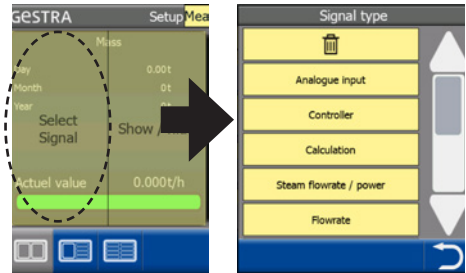 GESTRA Setup Mea
Mass
Day 0.00t
Month 0t
Year 0t
Select
Signal
Show /
Actuel value 0.000t/h
Signal type
Analogue input
Controller
Calculation
Steam flowrate / power
Flowrate